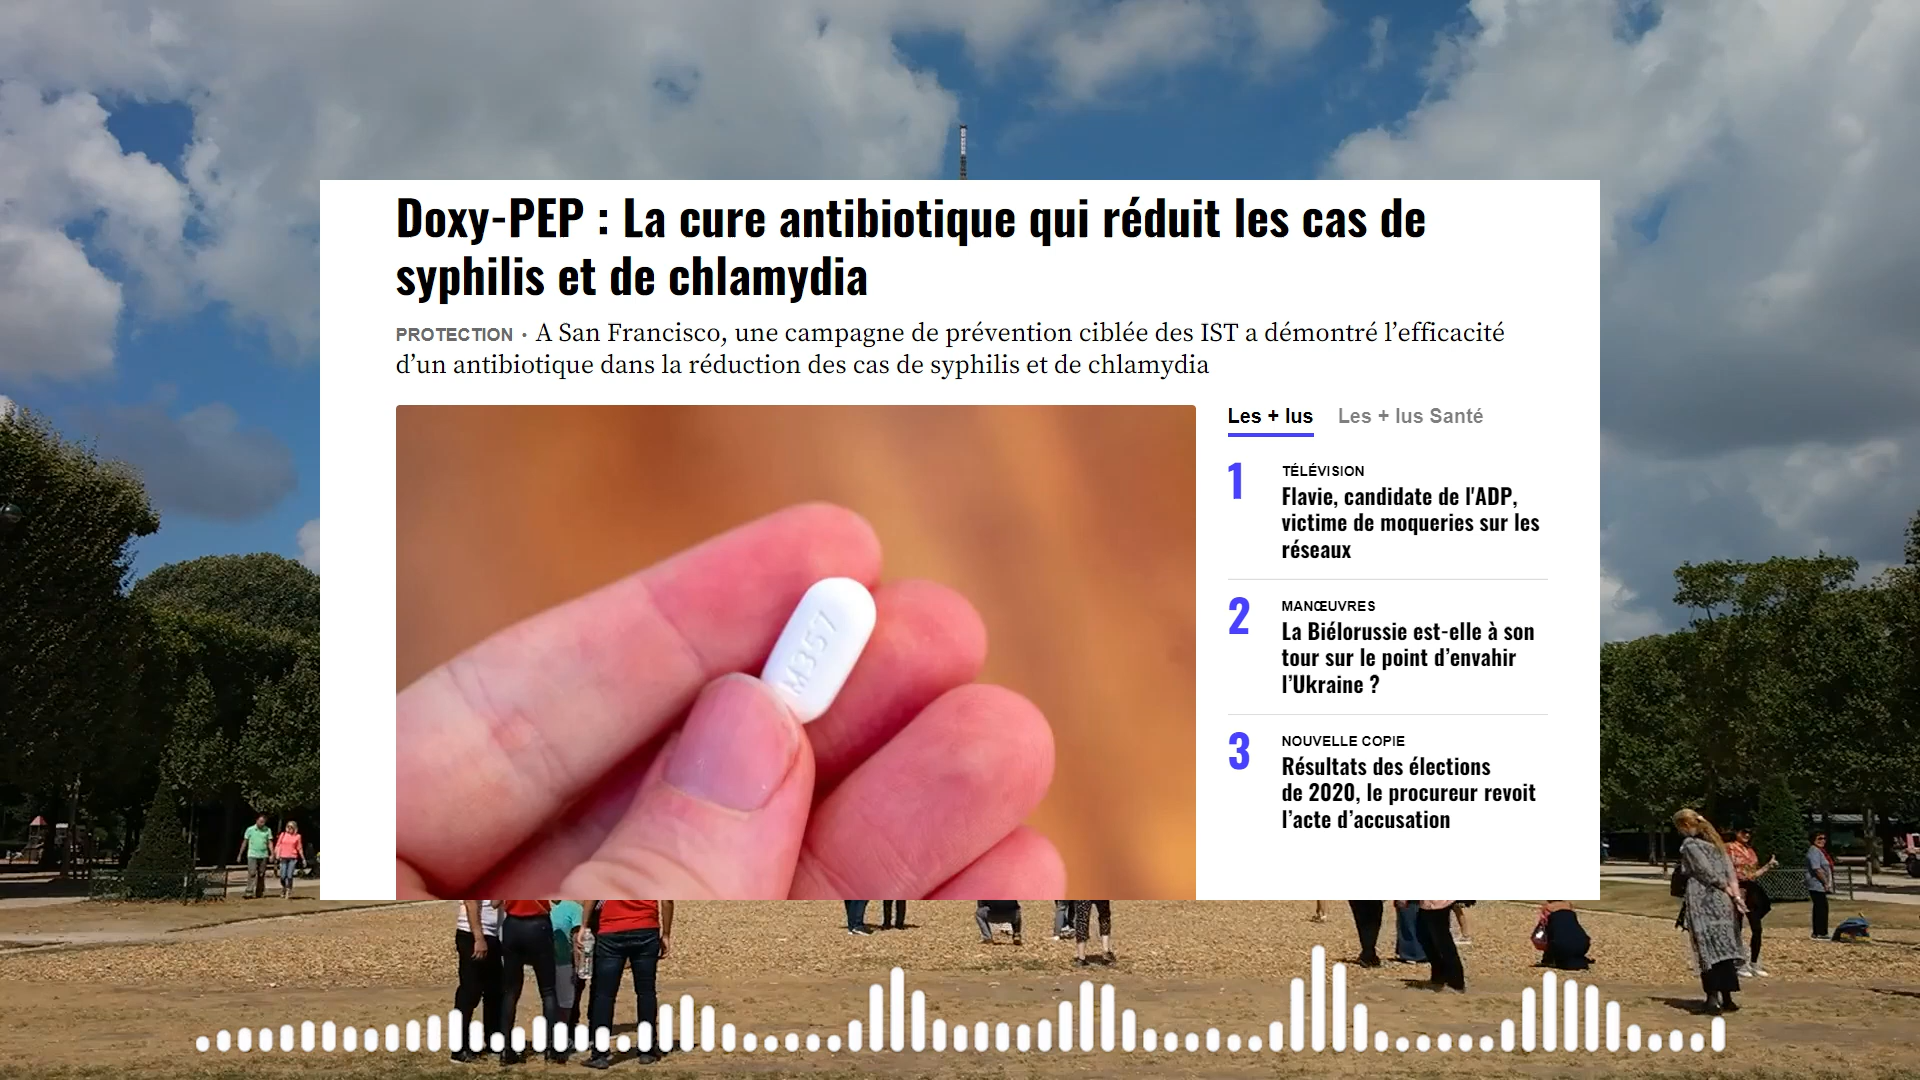 Doxy-PEP : La cure antibiotique qui réduit les cas de
syphilis et de chlamydia
PROTECTION • A San Francisco, une campagne de prévention ciblée des IST a démontré l’efficacité
d’un antibiotique dans la réduction des cas de syphilis et de chlamydia
M357
Les + lus Les + lus Santé
1
TÉLÉVISION
Flavie, candidate de l'ADP,
victime de moqueries sur les
réseaux
2
MANŒUVRES
La Biélorussie est-elle à son
tour sur le point d’envahir
l’Ukraine ?
3
NOUVELLE COPIE
Résultats des élections
de 2020, le procureur revoit
l’acte d’accusation